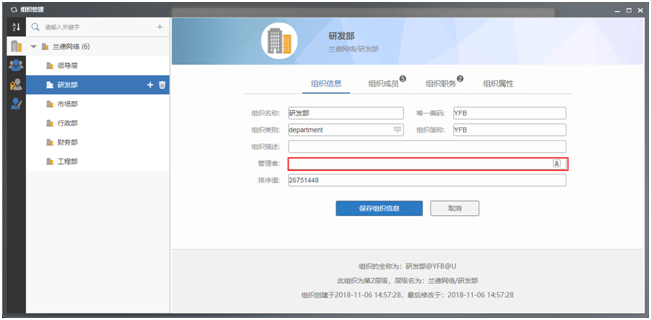 组织管理
请输入关键字
兰德网络 (6)
领导层
研发部
市场部
行政部
财务部
工程部
研发部
兰德网络/研发部
组织信息 组织成员 5 组织职务 2 组织属性
组织名称: 研发部 唯一编码: YFB
组织类别: department 组织简称: YFB
组织描述:
管理者:
排序值: 26751448
保存组织信息 取消
组织的全称为：研发部@YFB@U
此组织为第2层级，层级名为：兰德网络/研发部
组织创建于2018-11-06 14:57:28，最后修改于：2018-11-06 14:57:28